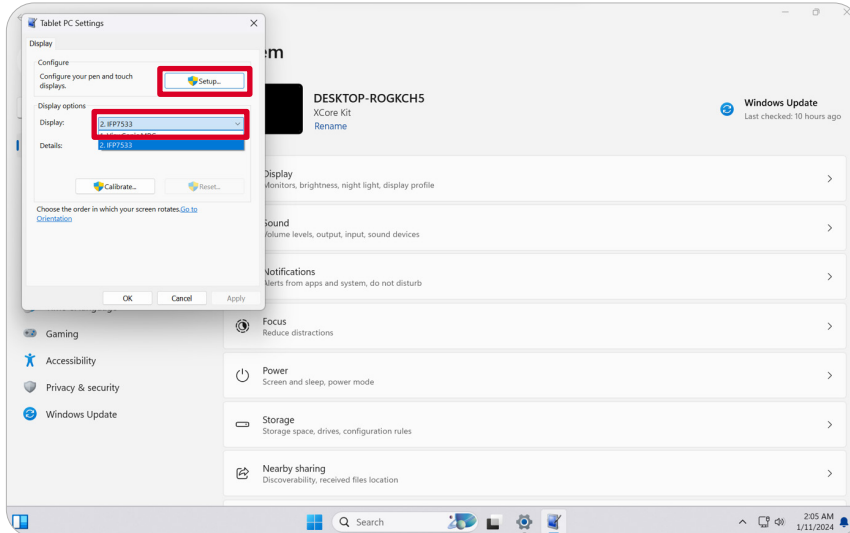 Tablet PC Settings
Display
Configure
Configure your pen and touch
displays.
Setup...
Display options
Display:
2. IFP7533
Details:
2. IFP7533
Calibrate...
Reset...
Choose the order in which your screen rotates.Go to
Orientation
OK
Cancel
Apply
em
DESKTOP-ROGKCH5
XCore Kit
Rename
Windows Update
Last checked: 10 hours ago
Display
Monitors, brightness, night light, display profile
Sound
Volume levels, output, input, sound devices
Notifications
Alerts from apps and system, do not disturb
Focus
Reduce distractions
Power
Screen and sleep, power mode
Storage
Storage space, drives, configuration rules
Nearby sharing
Discoverability, received files location
Gaming
Accessibility
Privacy & security
Windows Update
Search
2:05 AM
1/11/2024